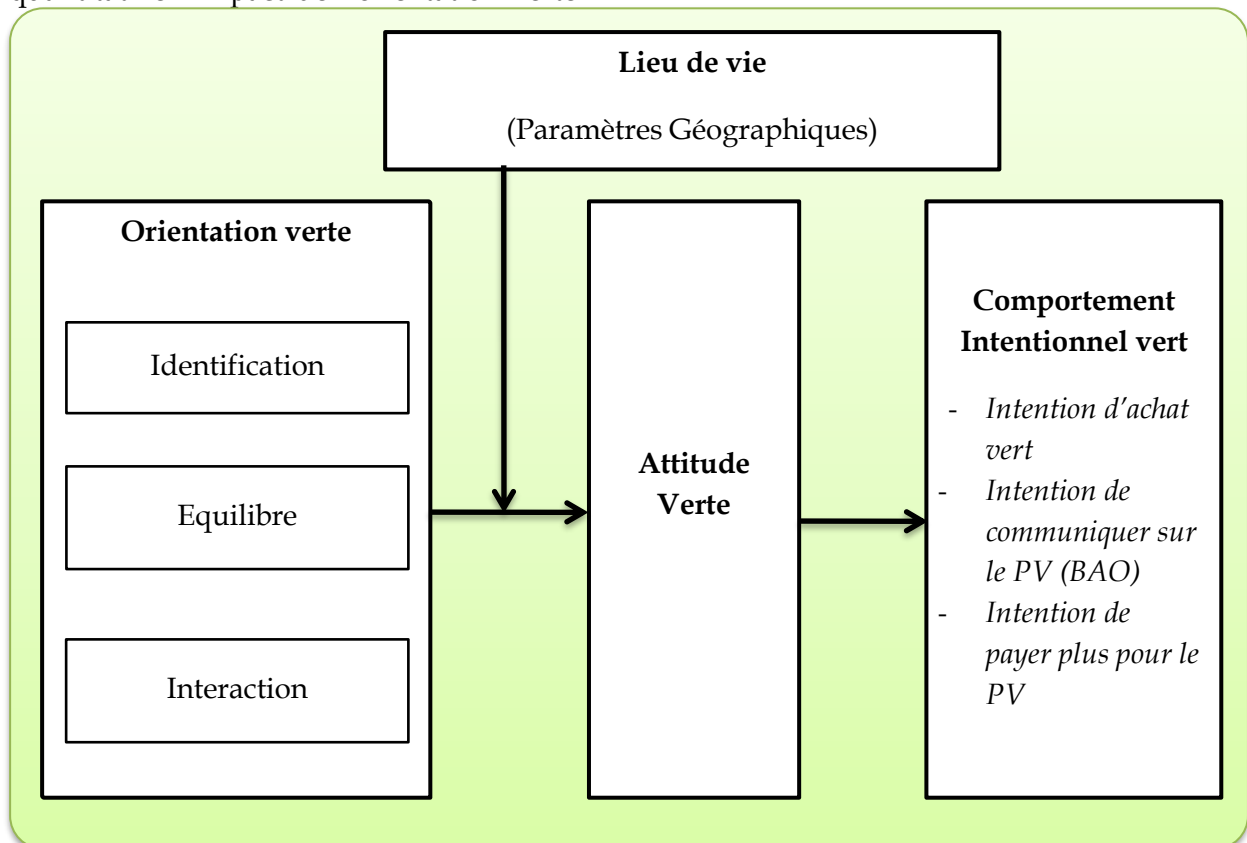 Lieu de vie
(Paramètres Géographiques)
Orientation verte
Identification
Equilibre
Interaction
Attitude
Verte
Comportement
Intentionnel vert
- Intention d’achat
vert
- Intention de
communiquer sur
le PV (BAO)
- Intention de
payer plus pour le
PV